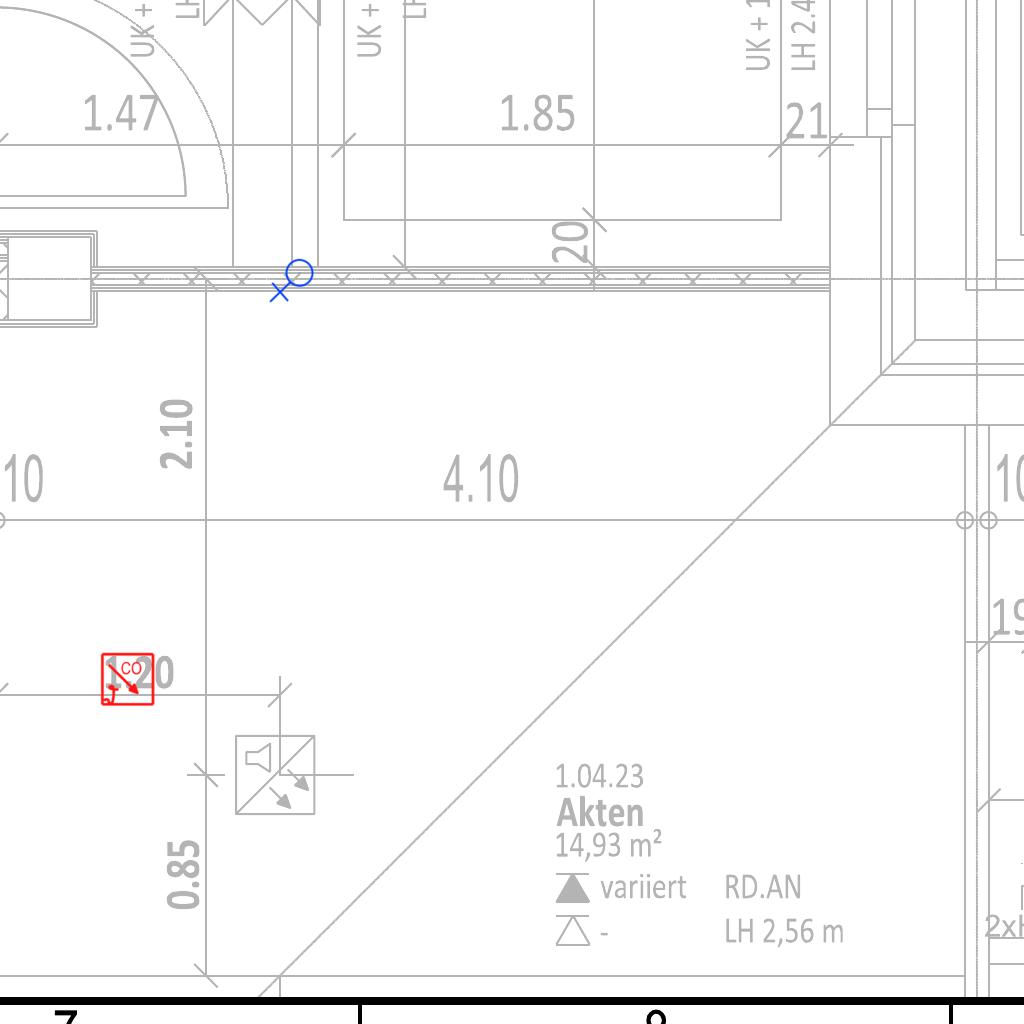 UK +
LH
UK +
LH
UK + 1
LH 2.4
1.47
1.85
21
20
2.10
10
4.10
10
19
CO
1.20
1.04.23
Akten
14,93 m²
variiert RD.AN
- LH 2,56 m
0.85
2xH